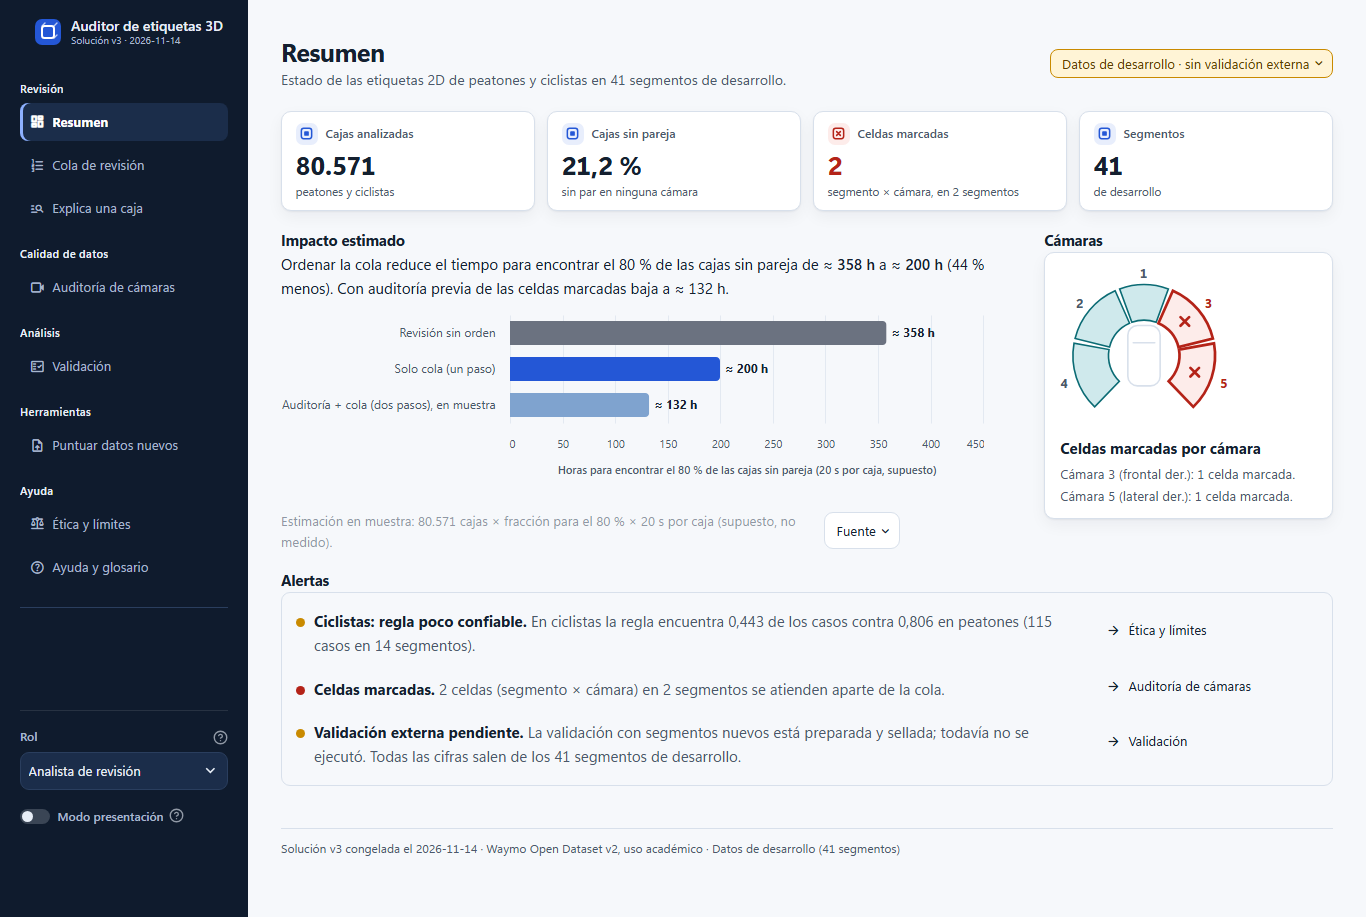 Auditor de etiquetas 3D
Solución v3 · 2026-11-14
Revisión
Resumen
Cola de revisión
Explica una caja
Calidad de datos
Auditoría de cámaras
Análisis
Validación
Herramientas
Puntuar datos nuevos
Ayuda
Ética y límites
Ayuda y glosario
Rol
Analista de revisión
Modo presentación
Resumen
Estado de las etiquetas 2D de peatones y ciclistas en 41 segmentos de desarrollo.
Datos de desarrollo · sin validación externa
Cajas analizadas
80.571
peatones y ciclistas
Cajas sin pareja
21,2 %
sin par en ninguna cámara
Celdas marcadas
2
segmento × cámara, en 2 segmentos
Segmentos
41
de desarrollo
Impacto estimado
Ordenar la cola reduce el tiempo para encontrar el 80 % de las cajas sin pareja de ≈ 358 h a ≈ 200 h (44 %
menos). Con auditoría previa de las celdas marcadas baja a ≈ 132 h.
Revisión sin orden
≈ 358 h
Solo cola (un paso)
≈ 200 h
Auditoría + cola (dos pasos), en muestra
≈ 132 h
0 50 100 150 200 250 300 350 400 450
Horas para encontrar el 80 % de las cajas sin pareja (20 s por caja, supuesto)
Estimación en muestra: 80.571 cajas × fracción para el 80 % × 20 s por caja (supuesto, no
medido).
Fuente
Cámaras
1
2
3
4
5
Celdas marcadas por cámara
Cámara 3 (frontal der.): 1 celda marcada.
Cámara 5 (lateral der.): 1 celda marcada.
Alertas
Ciclistas: regla poco confiable. En ciclistas la regla encuentra 0,443 de los casos contra 0,806 en peatones (115
casos en 14 segmentos).
→ Ética y límites
Celdas marcadas. 2 celdas (segmento × cámara) en 2 segmentos se atienden aparte de la cola.
→ Auditoría de cámaras
Validación externa pendiente. La validación con segmentos nuevos está preparada y sellada; todavía no se
ejecutó. Todas las cifras salen de los 41 segmentos de desarrollo.
→ Validación
Solución v3 congelada el 2026-11-14 · Waymo Open Dataset v2, uso académico · Datos de desarrollo (41 segmentos)